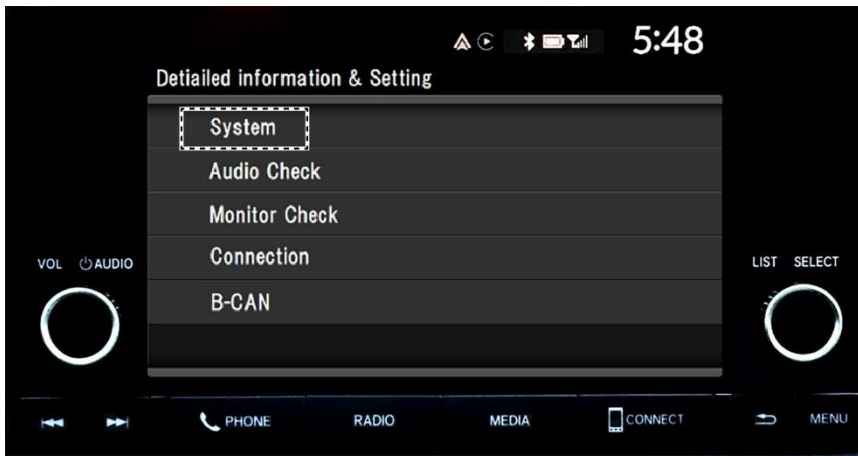 5:48
Detiailed information & Setting
System
Audio Check
Monitor Check
Connection
B-CAN
VOL AUDIO
LIST SELECT
PHONE RADIO MEDIA CONNECT MENU